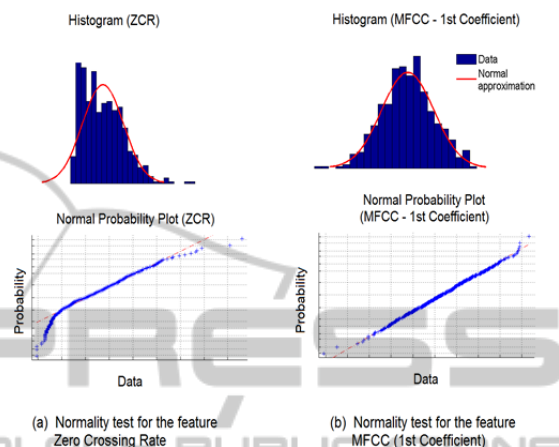 Histogram (ZCR)
Histogram (MFCC - 1st Coefficient)
Data
Normal
approximation
Normal Probability Plot (ZCR)
Normal Probability Plot
(MFCC - 1st Coefficient)
Probability
Data
Probability
Data
(a) Normality test for the feature
Zero Crossing Rate
(b) Normality test for the feature
MFCC (1st Coefficient)
PRESS